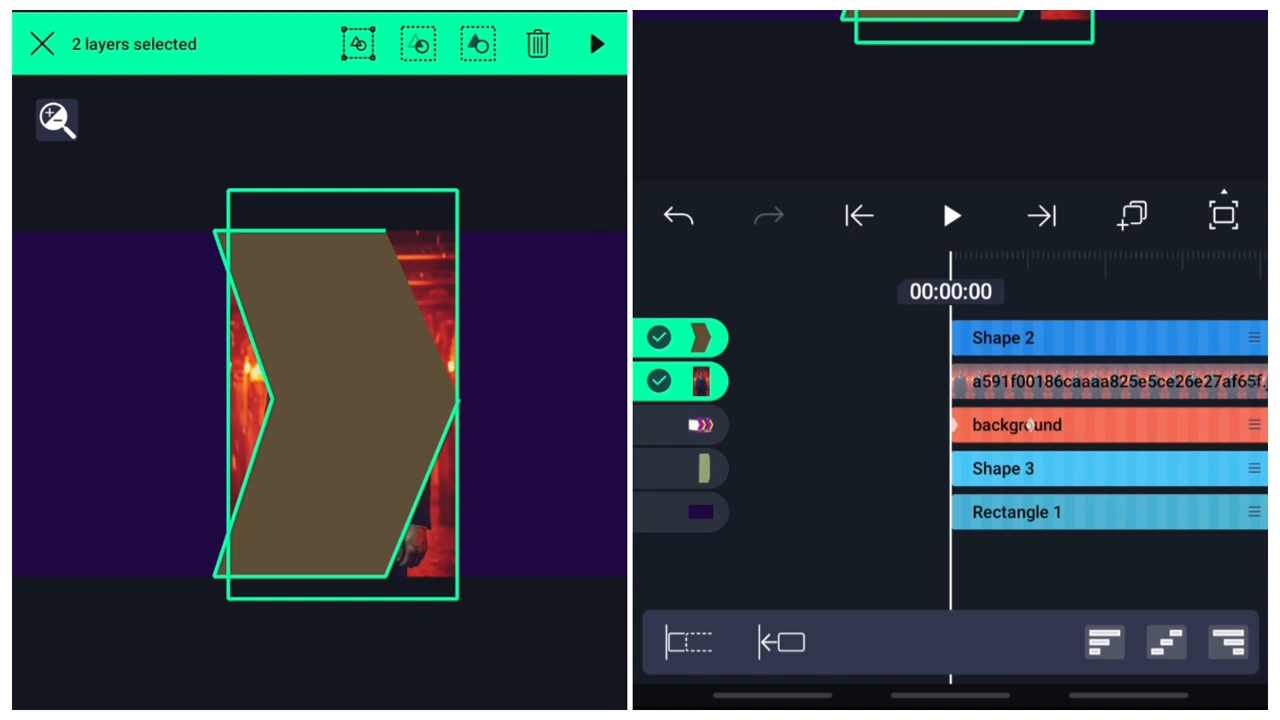 2 layers selected
00:00:00
Shape 2
a591f00186caaaa825e5ce26e27af65f.j
background
Shape 3
Rectangle 1